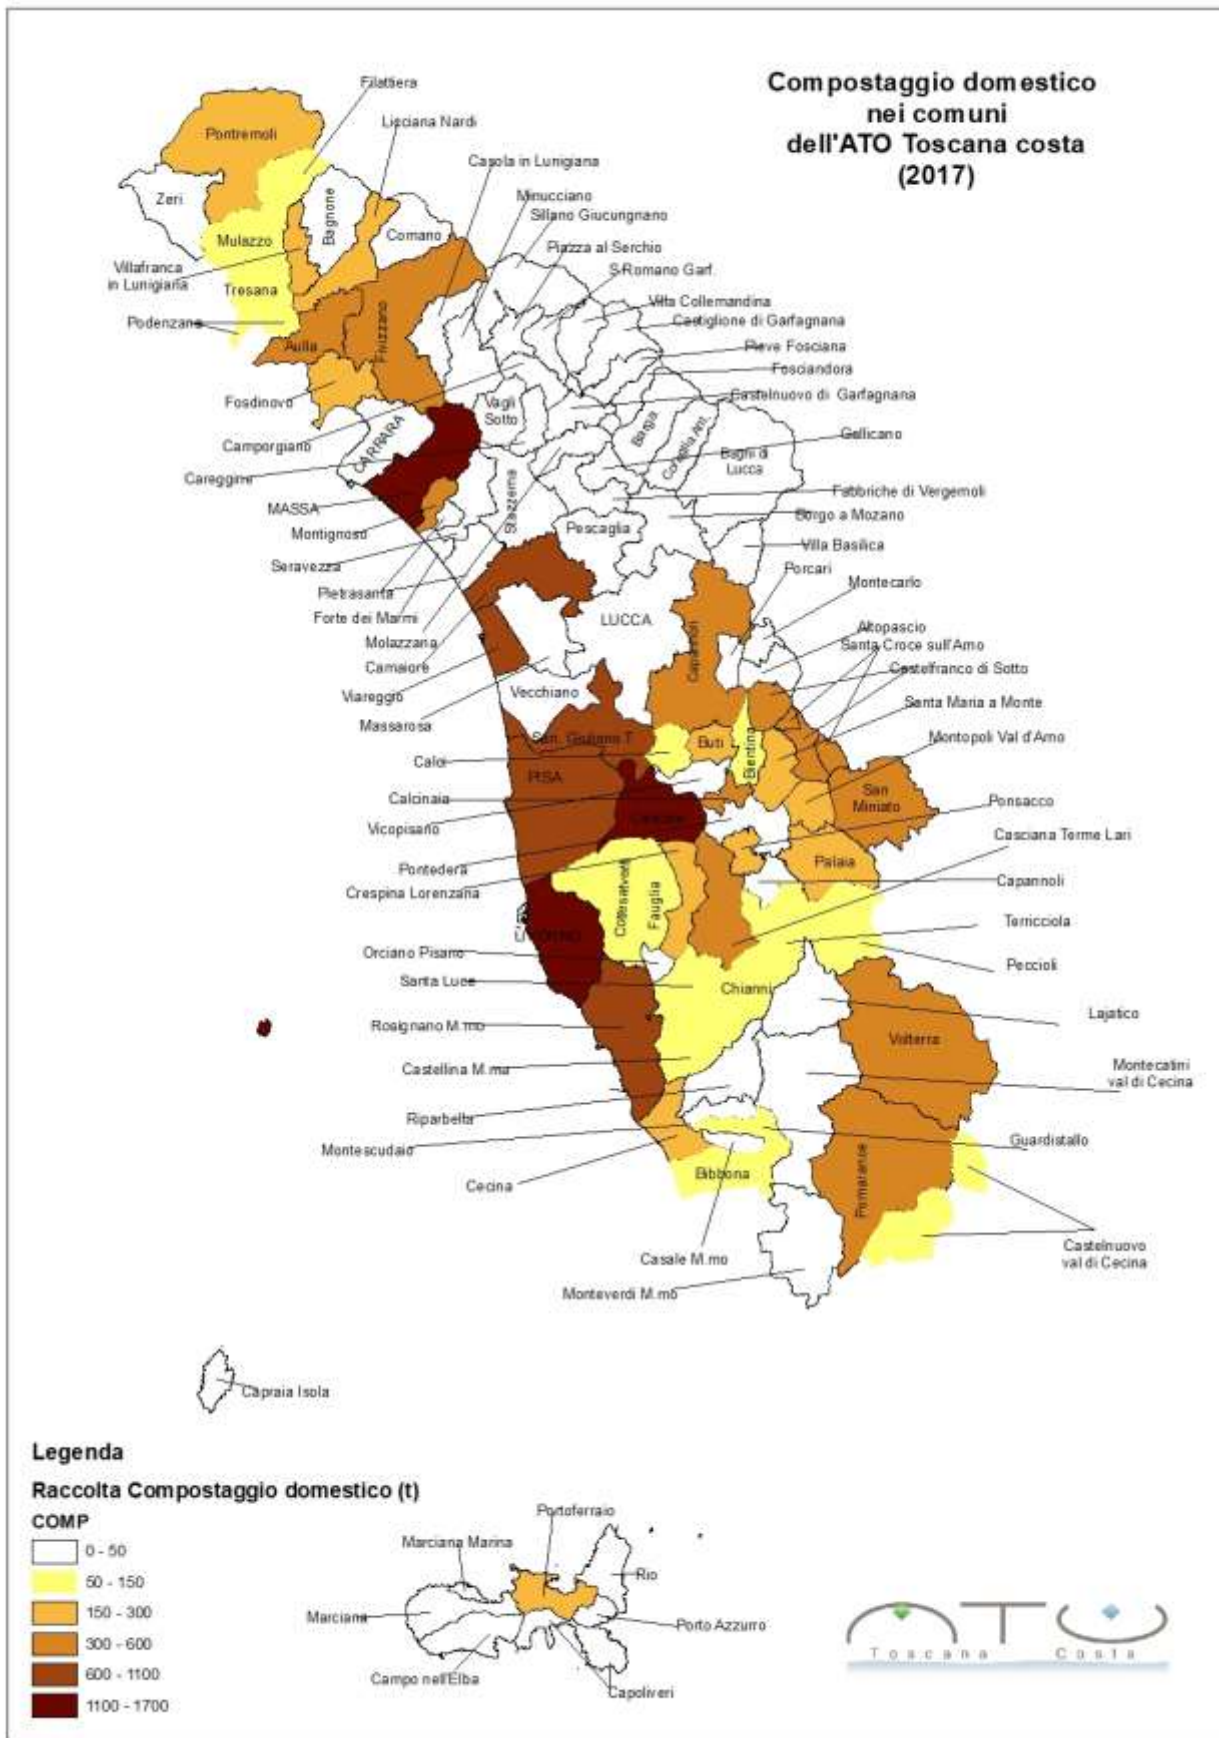 Compostaggio domestico
nei comuni
dell'ATO Toscana costa
(2017)
Filattiera
Pontremoli
Licciana Nardi
Casola in Lunigiana
Zeri
Minucciano
Bagnone
Sillano Giucungnano
Comano
Mulazzo
Piazza al Serchio
Villafranca
in Lunigiana
S.Romano Garf.
Tresana
Villa Collemandina
Podenzana
Castiglione di Garfagnana
Fivizzano
Aulla
Pieve Fosciana
Fosciandora
Fosdinovo
Castelnuovo di Garfagnana
Vagli
Sotto
Barga
Coreglia Ant.
CARRARA
Gallicano
Camporgiano
Bagni di
Lucca
Careggine
Fabbriche di Vergemoli
MASSA
Stazzema
Borgo a Mozano
Montignoso
Pescaglia
Villa Basilica
Seravezza
Porcari
Montecarlo
Pietrasanta
Forte dei Marmi
LUCCA
Altopascio
Molazzana
Capannori
Santa Croce sull'Arno
Camaiore
Castelfranco di Sotto
Viareggio
Vecchiano
Santa Maria a Monte
Massarosa
San. Giuliano T.
Buti
Bientina
Montopoli Val d'Arno
Calci
PISA
San
Miniato
Calcinaia
Ponsacco
Vicopisano
Cascina
Casciana Terme Lari
Pontedera
Palaia
Crespina Lorenzana
Capannoli
Collesalvetti
Fauglia
Terricciola
LIVORNO
Orciano Pisano
Peccioli
Santa Luce
Chianni
Lajatico
Rosignano M.mo
Volterra
Castellina M.ma
Montecatini
val di Cecina
Riparbella
Guardistallo
Montescudaio
Pomarance
Bibbona
Cecina
Castelnuovo
val di Cecina
Casale M.mo
Monteverdi M.mo
Capraia Isola
Legenda
Raccolta Compostaggio domestico (t)
COMP
0 - 50
50 - 150
150 - 300
300 - 600
600 - 1100
1100 - 1700
Portoferraio
Marciana Marina
Rio
Marciana
Porto Azzurro
Campo nell'Elba
Capoliveri
ATO
Toscana Costa